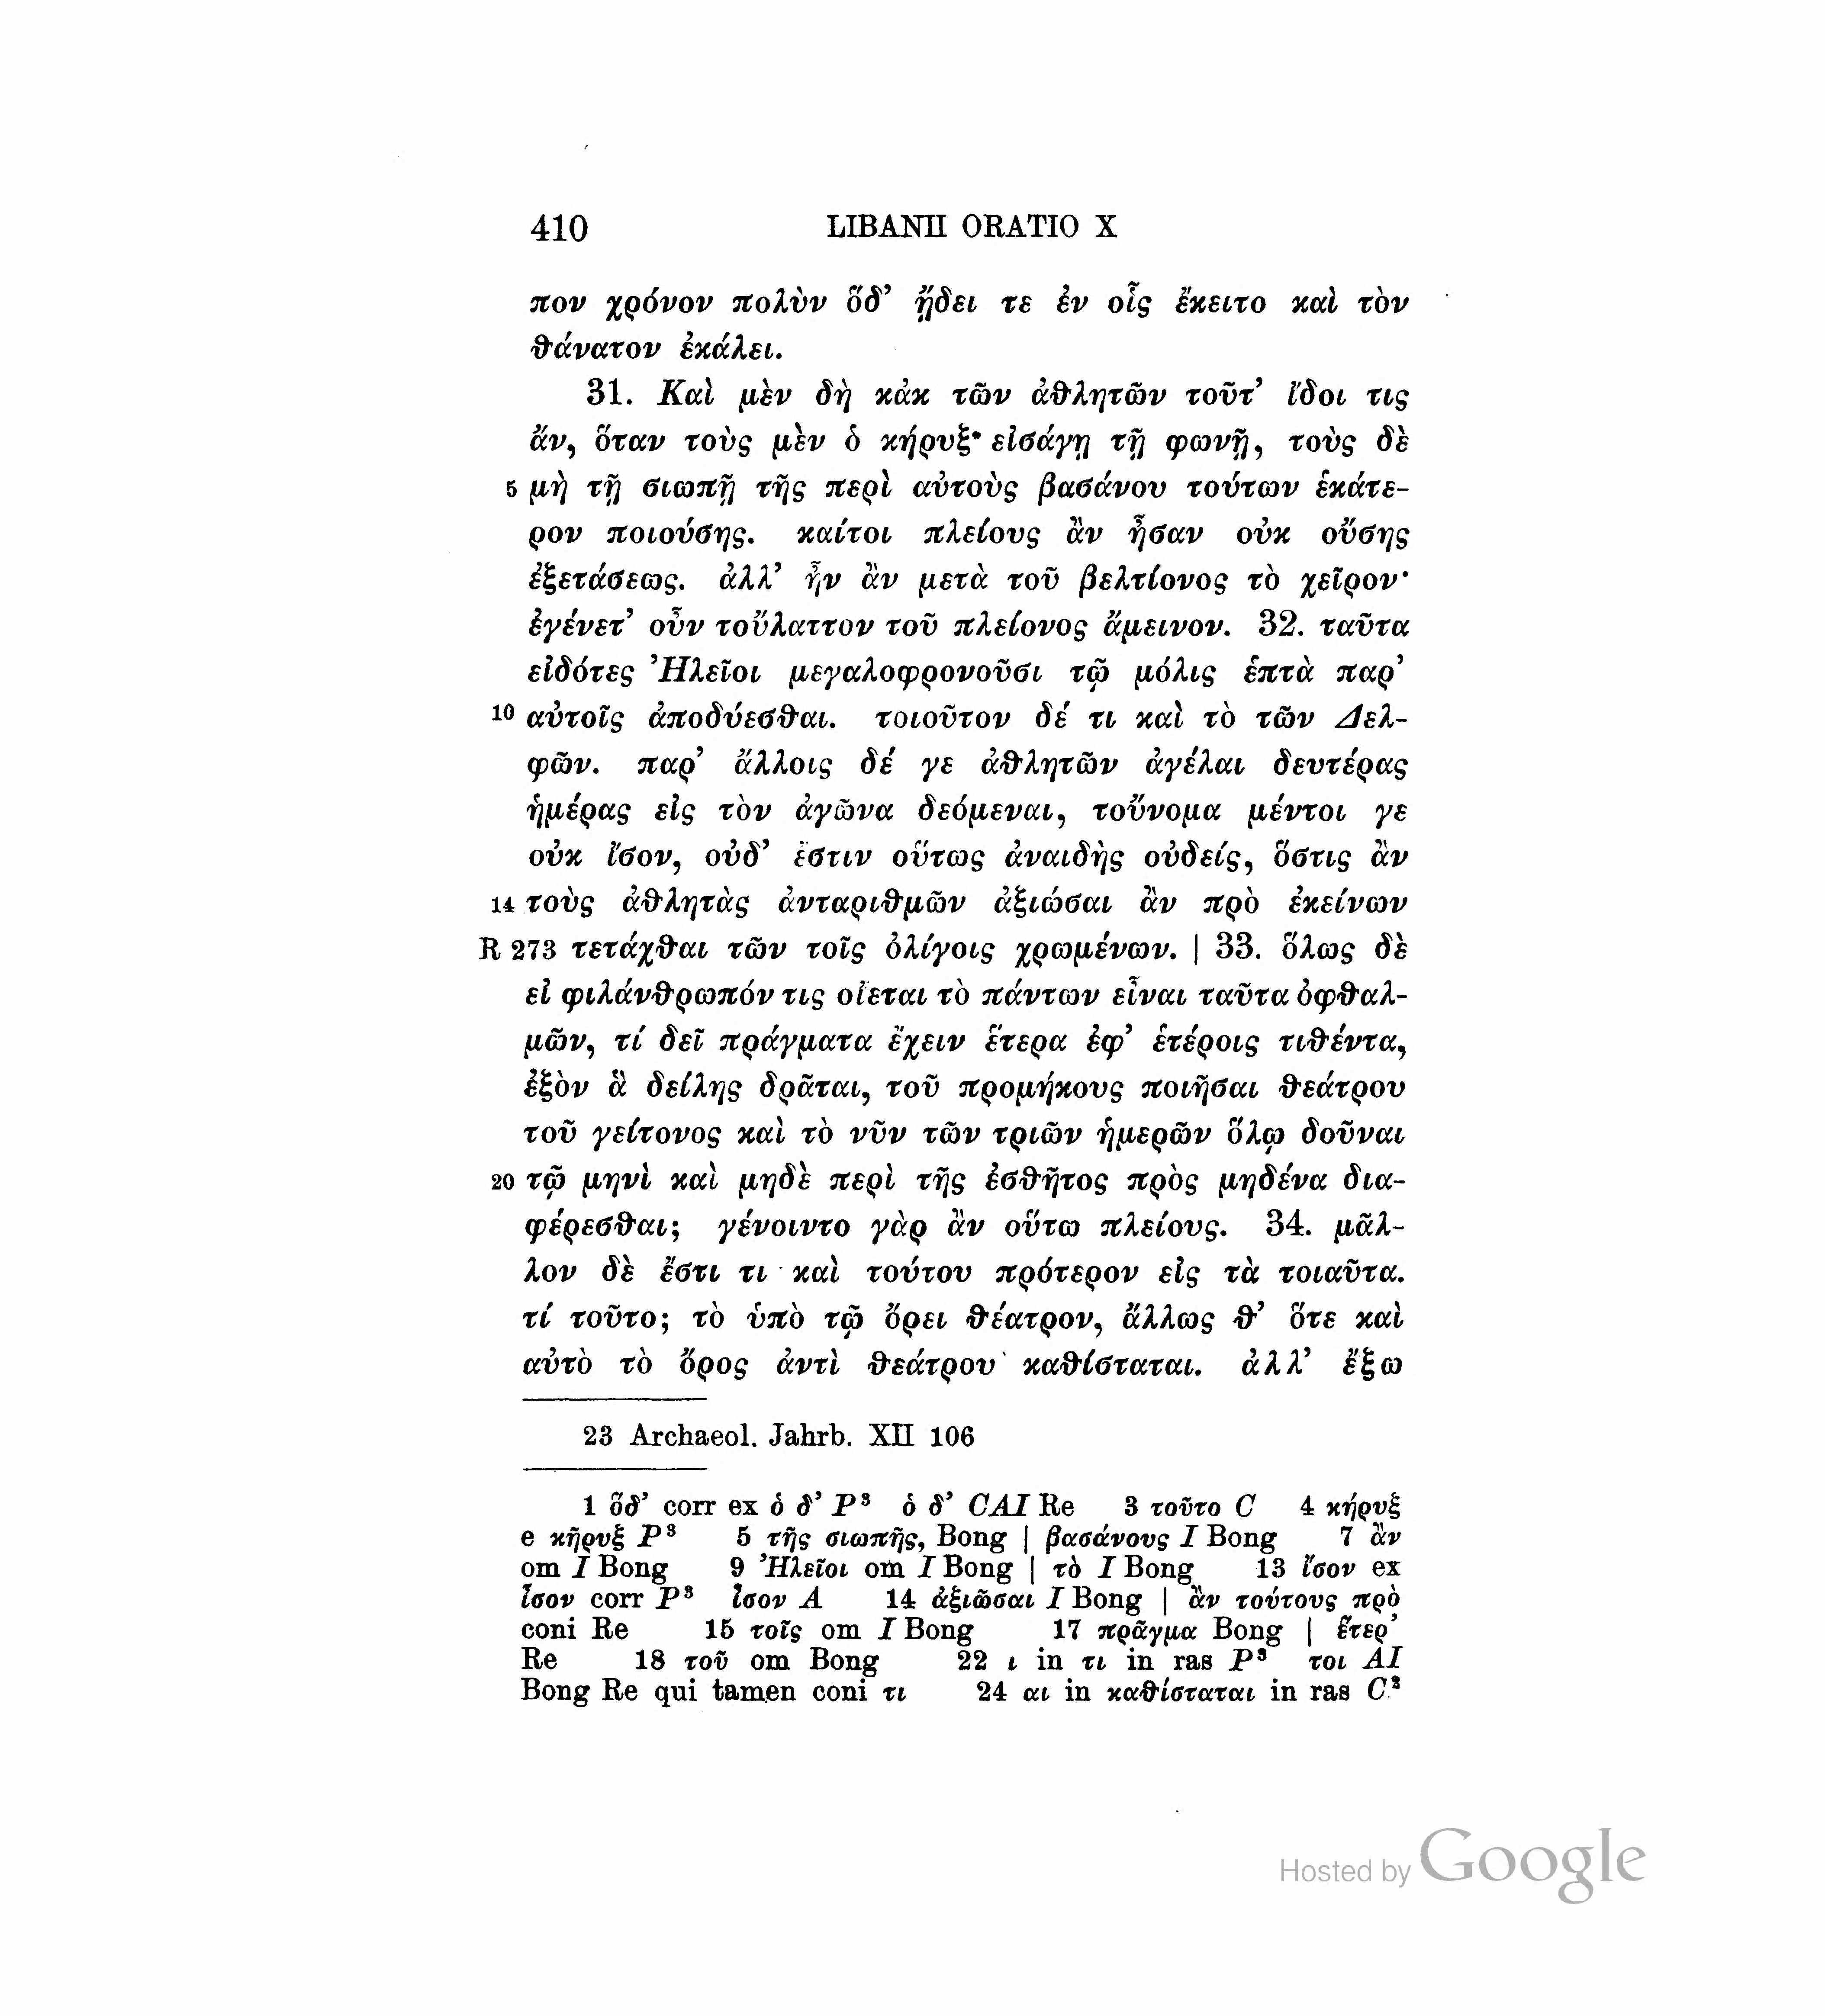 410 LIBANII ORATIO X
πον χρόνον πολὺν ὅδ’ ᾔδει τε ἐν οἷς ἔκειτο καὶ τὸν
θάνατον ἐκάλει.
31. Καὶ μὲν δὴ κἀκ τῶν ἀθλητῶν τοῦτ’ ἴδοι τις
ἄν, ὅταν τοὺς μὲν ὁ κήρυξ εἰσάγῃ τῇ φωνῇ, τοὺς δὲ
5 μὴ τῇ σιωπῇ τῆς περὶ αὐτοὺς βασάνου τούτων ἑκάτε-
ρον ποιούσης. καίτοι πλείους ἂν ἦσαν οὐκ οὔσης
ἐξετάσεως. ἀλλ’ ἦν ἂν μετὰ τοῦ βελτίονος τὸ χεῖρον·
ἐγένετ’ οὖν τοὔλαττον τοῦ πλείονος ἄμεινον. 32. ταῦτα
εἰδότες Ἠλεῖοι μεγαλοφρονοῦσι τῷ μόλις ἑπτὰ παρ’
10 αὐτοῖς ἀποδύεσθαι. τοιοῦτον δέ τι καὶ τὸ τῶν Δελ-
φῶν. παρ’ ἄλλοις δέ γε ἀθλητῶν ἀγέλαι δευτέρας
ἡμέρας εἰς τὸν ἀγῶνα δεόμεναι, τοὔνομα μέντοι γε
οὐκ ἴσον, οὐδ’ ἔστιν οὕτως ἀναιδὴς οὐδείς, ὅστις ἂν
14 τοὺς ἀθλητὰς ἀνταριθμῶν ἀξιώσαι ἂν πρὸ ἐκείνων
R 273 τετάχθαι τῶν τοῖς ὀλίγοις χρωμένων. | 33. ὅλως δὲ
εἰ φιλάνθρωπόν τις οἴεται τὸ πάντων εἶναι ταῦτα ὀφθαλ-
μῶν, τί δεῖ πράγματα ἔχειν ἕτερα ἐφ’ ἑτέροις τιθέντα,
ἐξὸν ἃ δείλης δρᾶται, τοῦ προμήκους ποιῆσαι θεάτρου
τοῦ γείτονος καὶ τὸ νῦν τῶν τριῶν ἡμερῶν ὅλῳ δοῦναι
20 τῷ μηνὶ καὶ μηδὲ περὶ τῆς ἐσθῆτος πρὸς μηδένα δια-
φέρεσθαι; γένοιντο γὰρ ἂν οὕτω πλείους. 34. μᾶλ-
λον δὲ ἔστι τι καὶ τούτου πρότερον εἰς τὰ τοιαῦτα.
τί τοῦτο; τὸ ὑπὸ τῷ ὄρει θέατρον, ἄλλως θ’ ὅτε καὶ
αὐτὸ τὸ ὄρος ἀντὶ θεάτρου καθίσταται. ἀλλ’ ἔξω
23 Archaeol. Jahrb. XII 106
1 ὅδ’ corr ex ὁ δ’ P³ ὁ δ’ CAI Re 3 τοῦτο C 4 κήρυξ
e κῆρυξ P³ 5 τῆς σιωπῆς, Bong | βασάνους I Bong 7 ἂν
om I Bong 9 Ἠλεῖοι om I Bong | τὸ I Bong 13 ἴσον ex
ἶσον corr P³ ἶσον A 14 ἀξιῶσαι I Bong | ἂν τούτους πρὸ
coni Re 15 τοῖς om I Bong 17 πρᾶγμα Bong | ἕτερ’
Re 18 τοῦ om Bong 22 ι in τι in ras P³ τοι AI
Bong Re qui tamen coni τι 24 αι in καθίσταται in ras C²
Hosted by Google